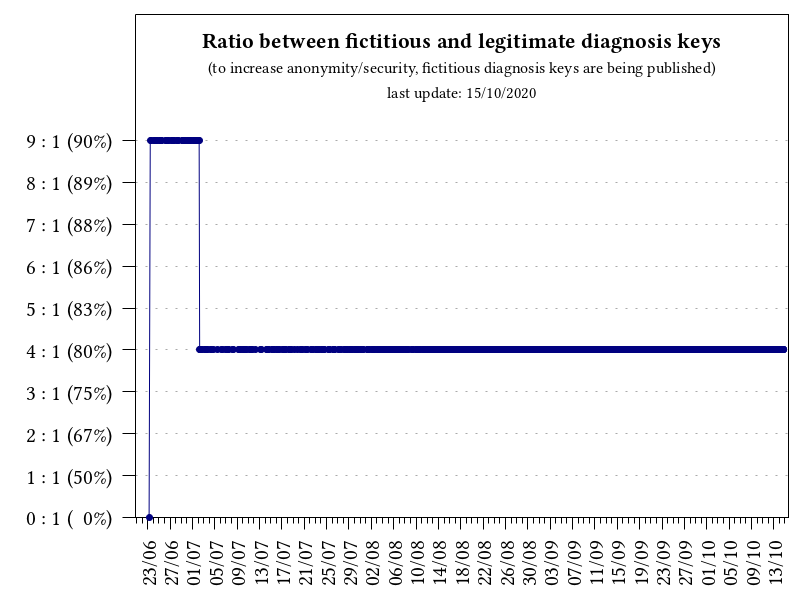 Ratio between fictitious and legitimate diagnosis keys
(to increase anonymity/security, fictitious diagnosis keys are being published)
last update: 15/10/2020
9 : 1 (90%)
8 : 1 (89%)
7 : 1 (88%)
6 : 1 (86%)
5 : 1 (83%)
4 : 1 (80%)
3 : 1 (75%)
2 : 1 (67%)
1 : 1 (50%)
0 : 1 (  0%)
23/06
27/06
01/07
05/07
09/07
13/07
17/07
21/07
25/07
29/07
02/08
06/08
10/08
14/08
18/08
22/08
26/08
30/08
03/09
07/09
11/09
15/09
19/09
23/09
27/09
01/10
05/10
09/10
13/10